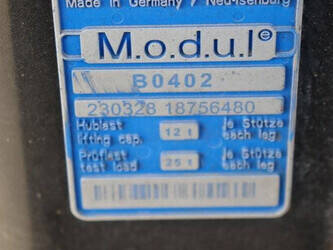 Made in Germany / Neu-Isenburg
M.o.d.u.l e
B0402
230328 18756480
Hublast 12 t je Stütze
lifting cap. each leg.
Prüflast 25 t je Stütze
test load each leg.